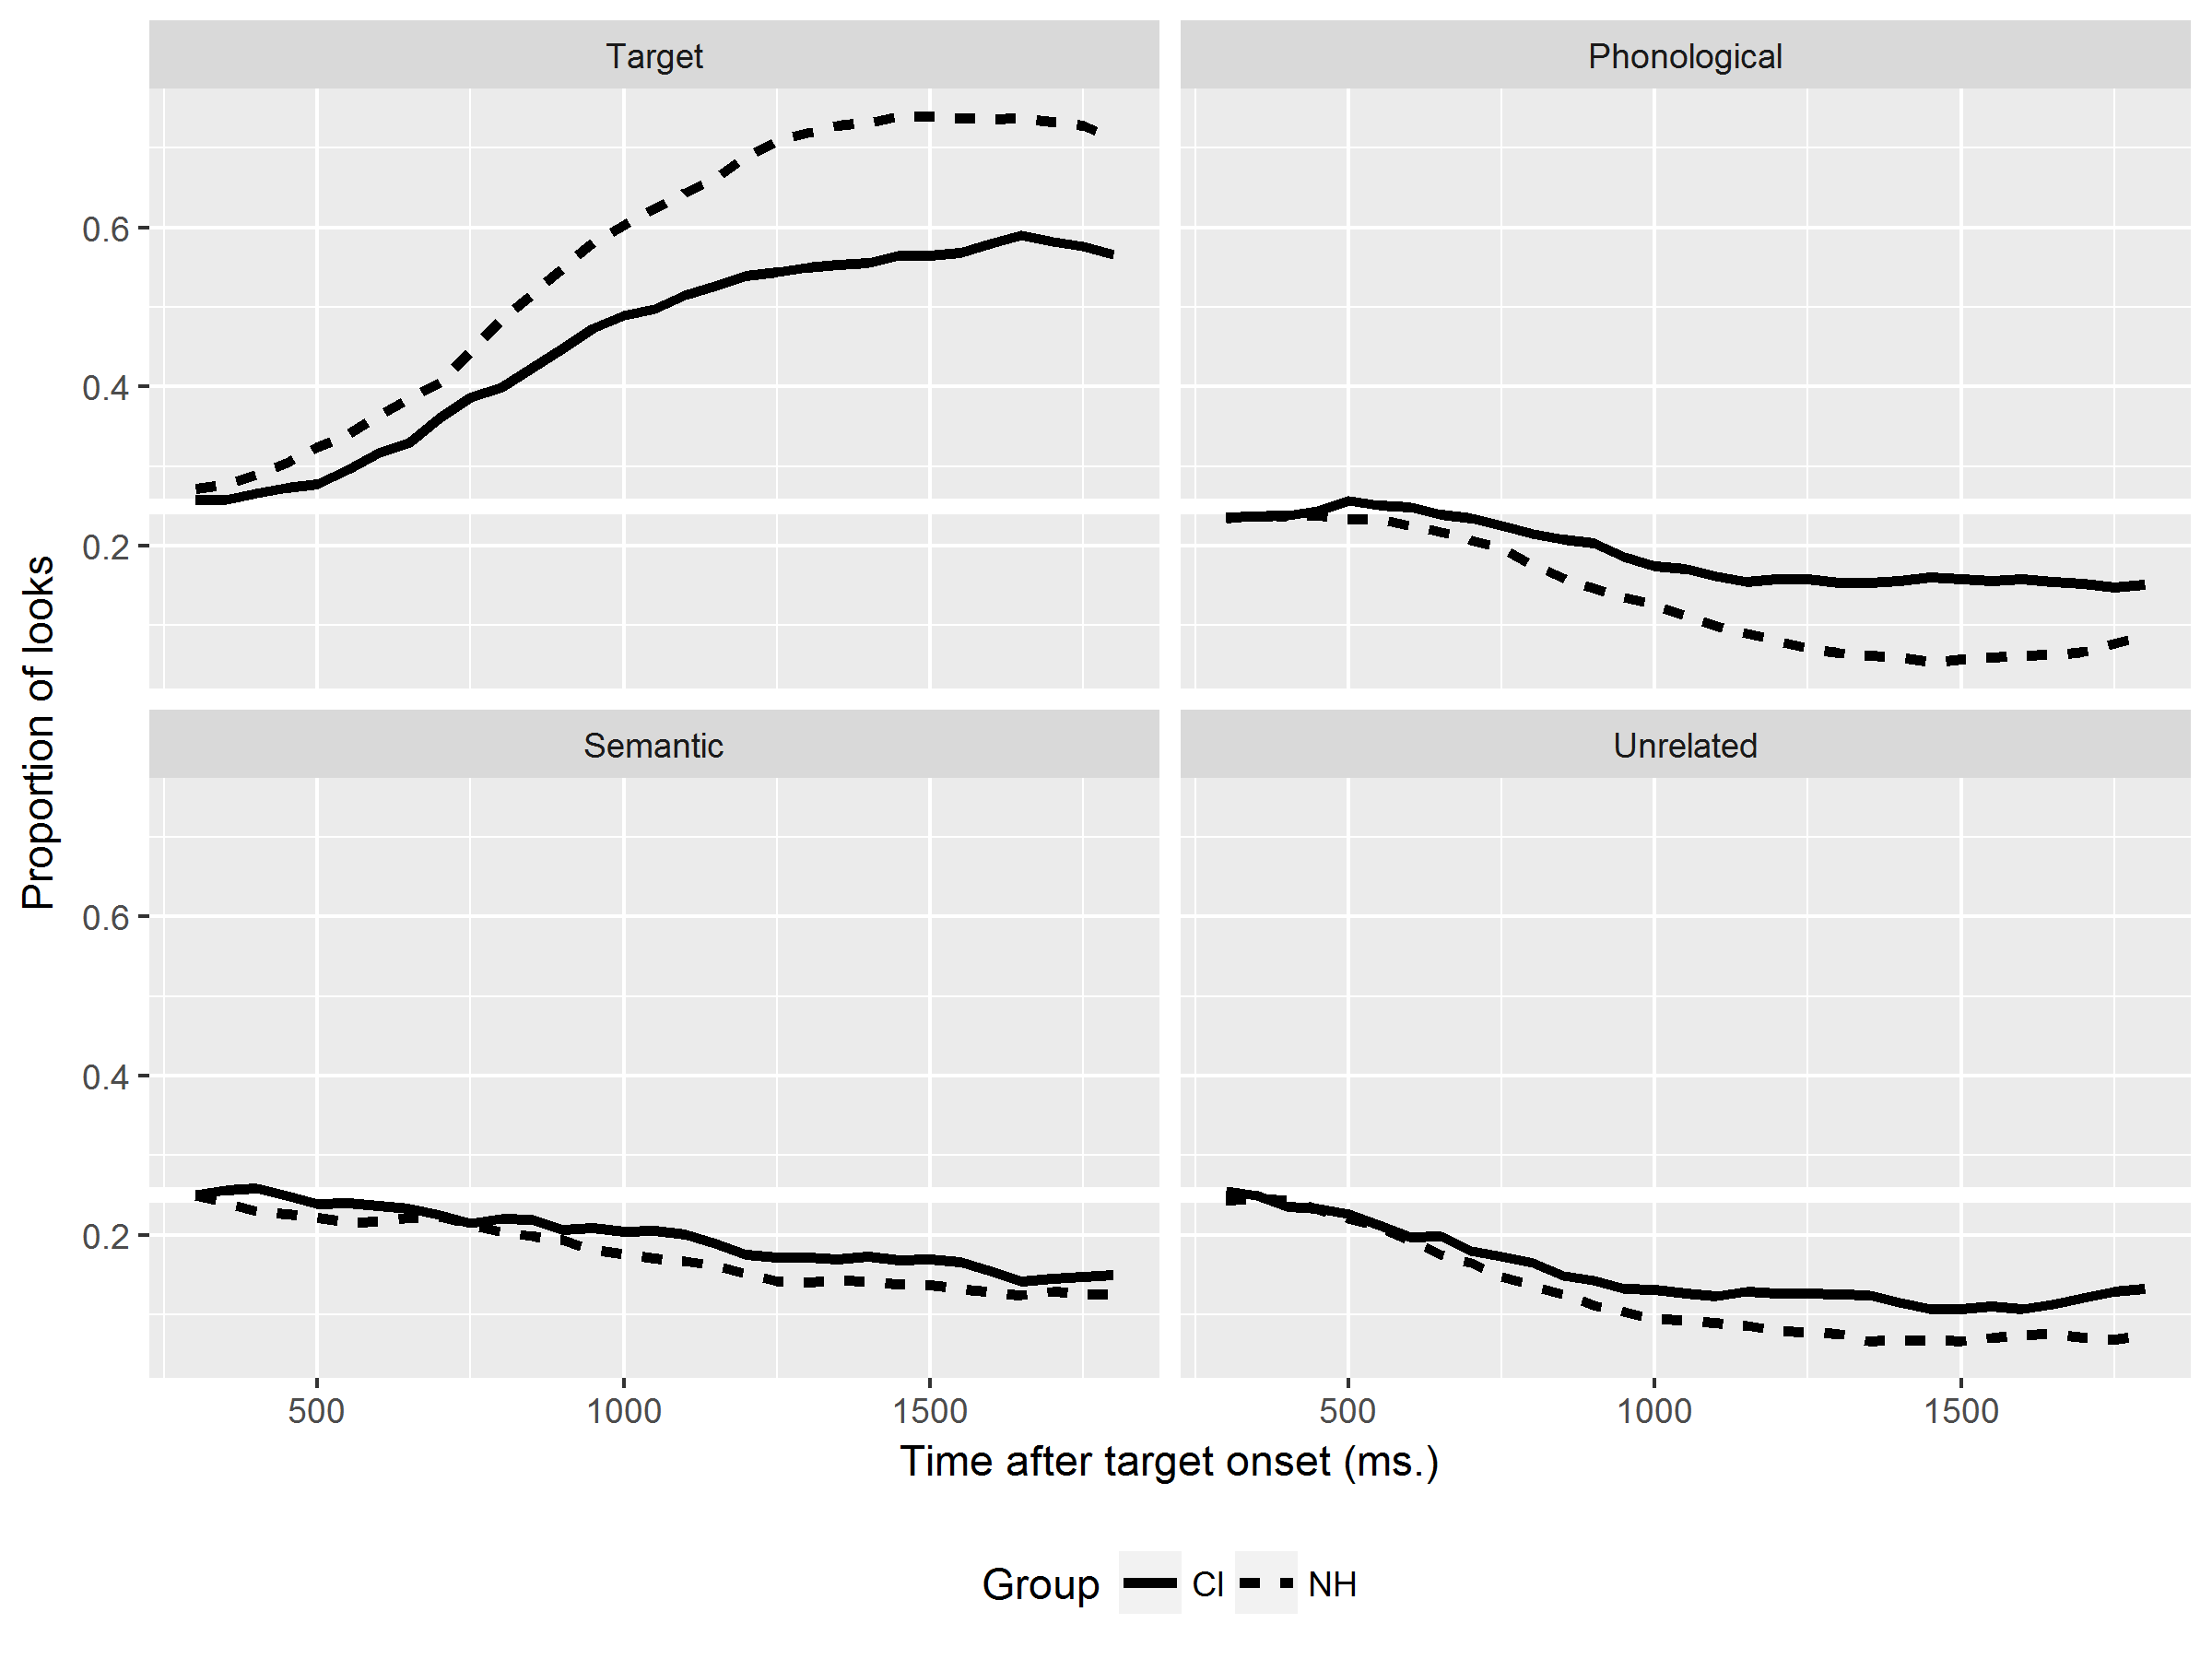 Target
Phonological
0.6
0.4
0.2
Semantic
Unrelated
0.6
0.4
0.2
Proportion of looks
500 1000 1500
500 1000 1500
Time after target onset (ms.)
Group CI NH